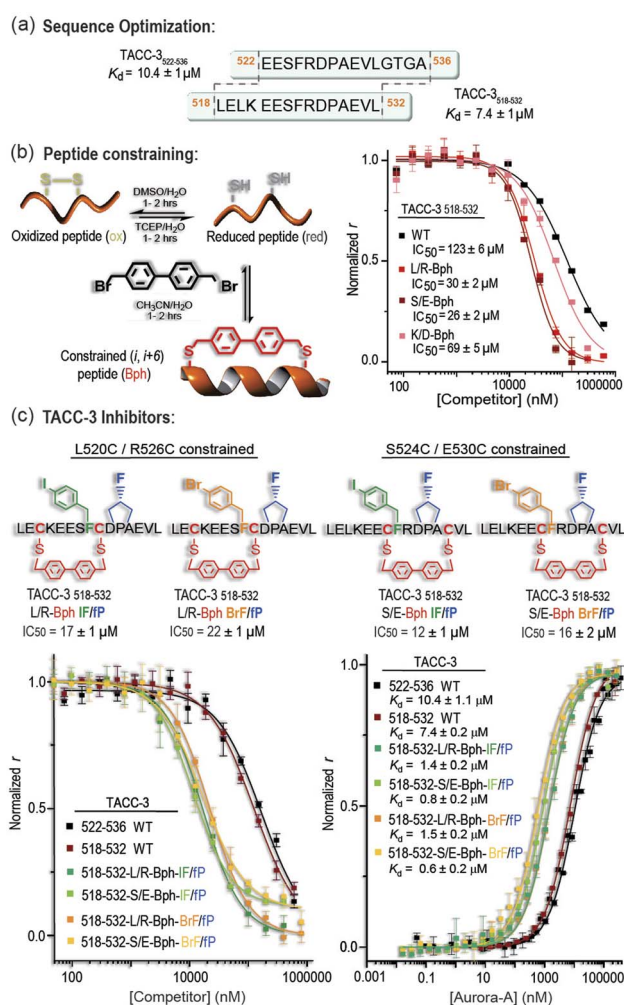 (a) Sequence Optimization:
TACC-3522-536
Kd = 10.4 ± 1 µM
522 EESFRDPAEVLGTGA 536
518 LELK EESFRDPAEVL 532
TACC-3518-532
Kd = 7.4 ± 1 µM
(b) Peptide constraining:
S S
DMSO/H2O
1- 2 hrs
TCEP/H2O
1- 2 hrs
SH SH
Oxidized peptide (ox)
Reduced peptide (red)
Br Br
CH3CN/H2O
1- 2 hrs
Constrained (i, i+6)
peptide (Bph)
S S
Normalized r
1.0
0.5
0.0
TACC-3 518-532
WT
IC50 = 123 ± 6 µM
L/R-Bph
IC50 = 30 ± 2 µM
S/E-Bph
IC50 = 26 ± 2 µM
K/D-Bph
IC50 = 69 ± 5 µM
100 10000 1000000
[Competitor] (nM)
(c) TACC-3 Inhibitors:
L520C / R526C constrained
S524C / E530C constrained
I F
LECKEESFCDPAEVL
S S
TACC-3 518-532
L/R-Bph IF/fP
IC50 = 17 ± 1 µM
Br F
LECKEESFCDPAEVL
S S
TACC-3 518-532
L/R-Bph BrF/fP
IC50 = 22 ± 1 µM
I F
LELKEECFRDPACVL
S S
TACC-3 518-532
S/E-Bph IF/fP
IC50 = 12 ± 1 µM
Br F
LELKEECFRDPACVL
S S
TACC-3 518-532
S/E-Bph BrF/fP
IC50 = 16 ± 2 µM
Normalized r
1.0
0.5
0.0
TACC-3
522-536 WT
518-532 WT
518-532-L/R-Bph-IF/fP
518-532-S/E-Bph-IF/fP
518-532-L/R-Bph-BrF/fP
518-532-S/E-Bph-BrF/fP
100 10000 1000000
[Competitor] (nM)
Normalized r
1.0
0.5
0.0
TACC-3
522-536 WT
Kd = 10.4 ± 1.1 µM
518-532 WT
Kd = 7.4 ± 0.2 µM
518-532-L/R-Bph-IF/fP
Kd = 1.4 ± 0.2 µM
518-532-S/E-Bph-IF/fP
Kd = 0.8 ± 0.2 µM
518-532-L/R-Bph-BrF/fP
Kd = 1.5 ± 0.2 µM
518-532-S/E-Bph-BrF/fP
Kd = 0.6 ± 0.2 µM
0.001 0.1 10 1000 100000
[Aurora-A] (nM)